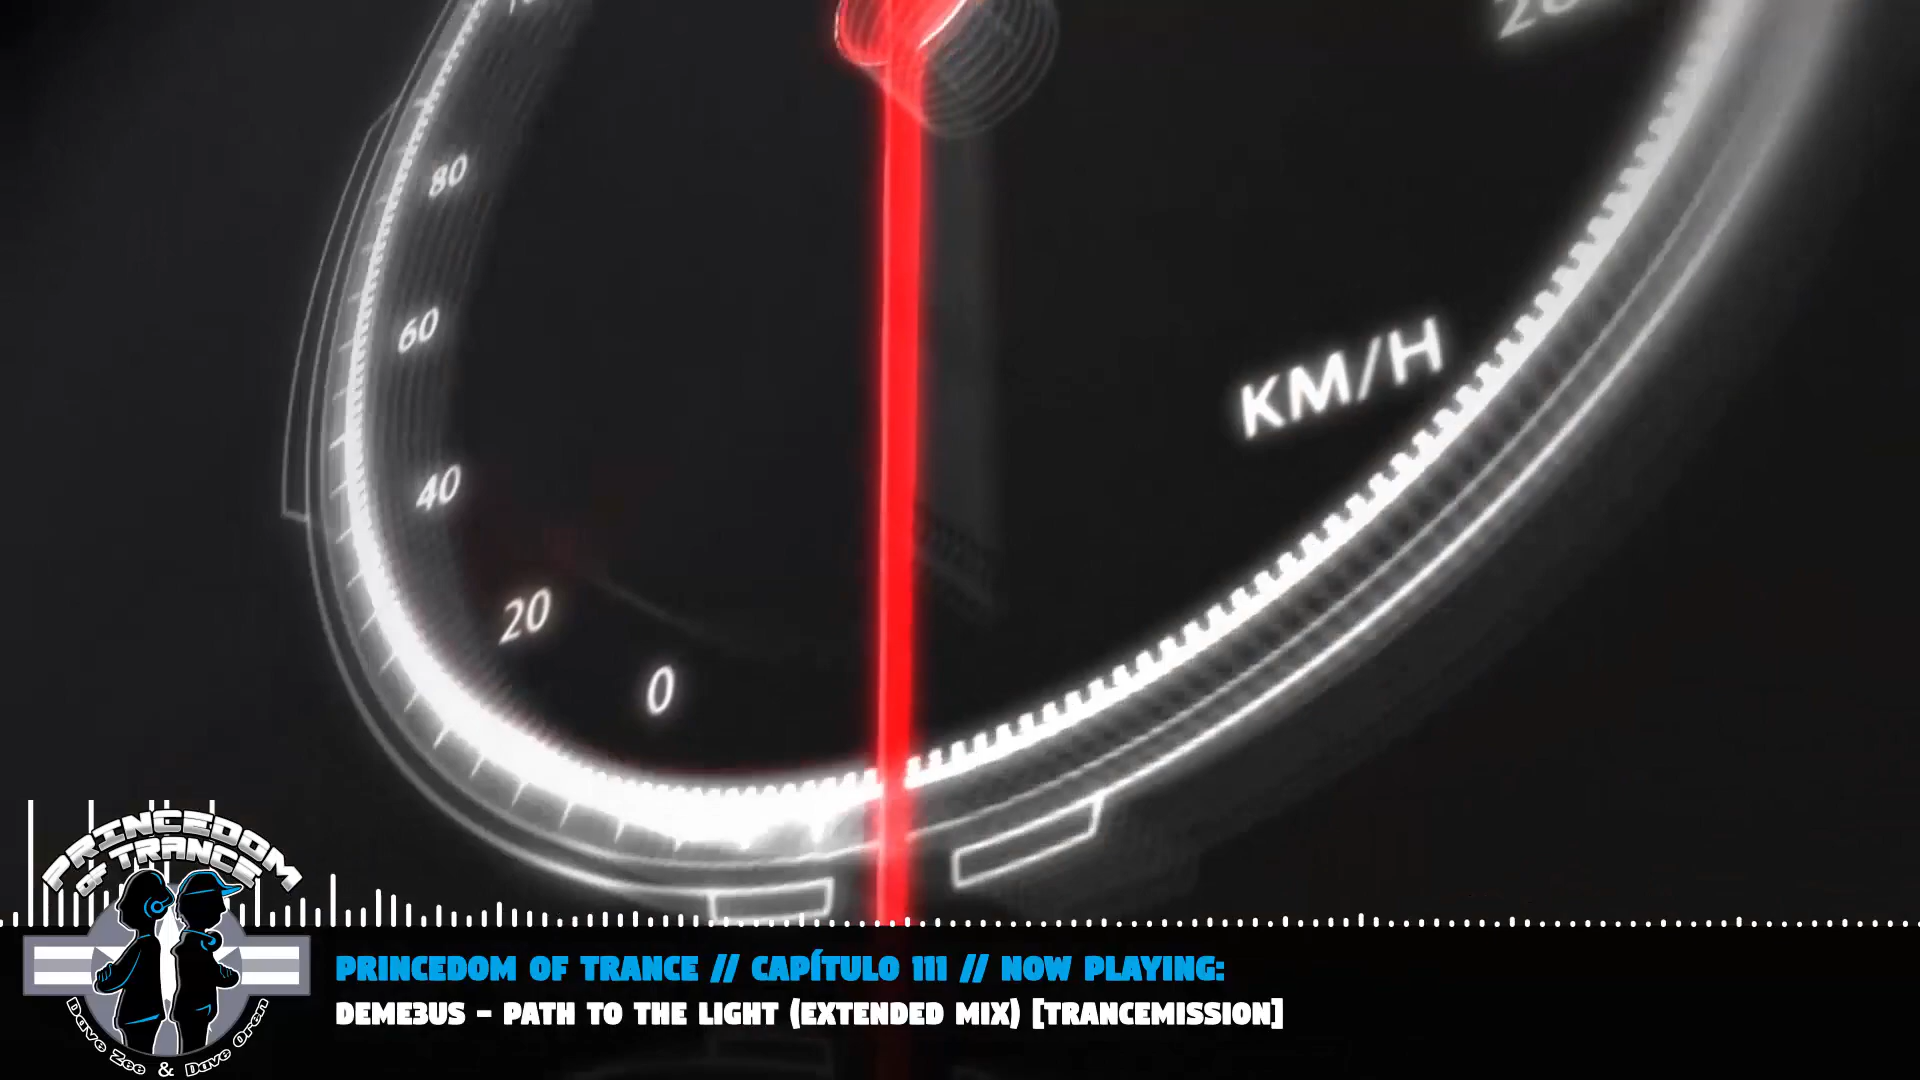 80
60
40
20
0
KM/H
PRINCEDOM
OF TRANCE
Dave Zee & Dave Oren
PRINCEDOM OF TRANCE // CAPÍTULO 111 // NOW PLAYING:
DEME3US - PATH TO THE LIGHT (EXTENDED MIX) [TRANCEMISSION]